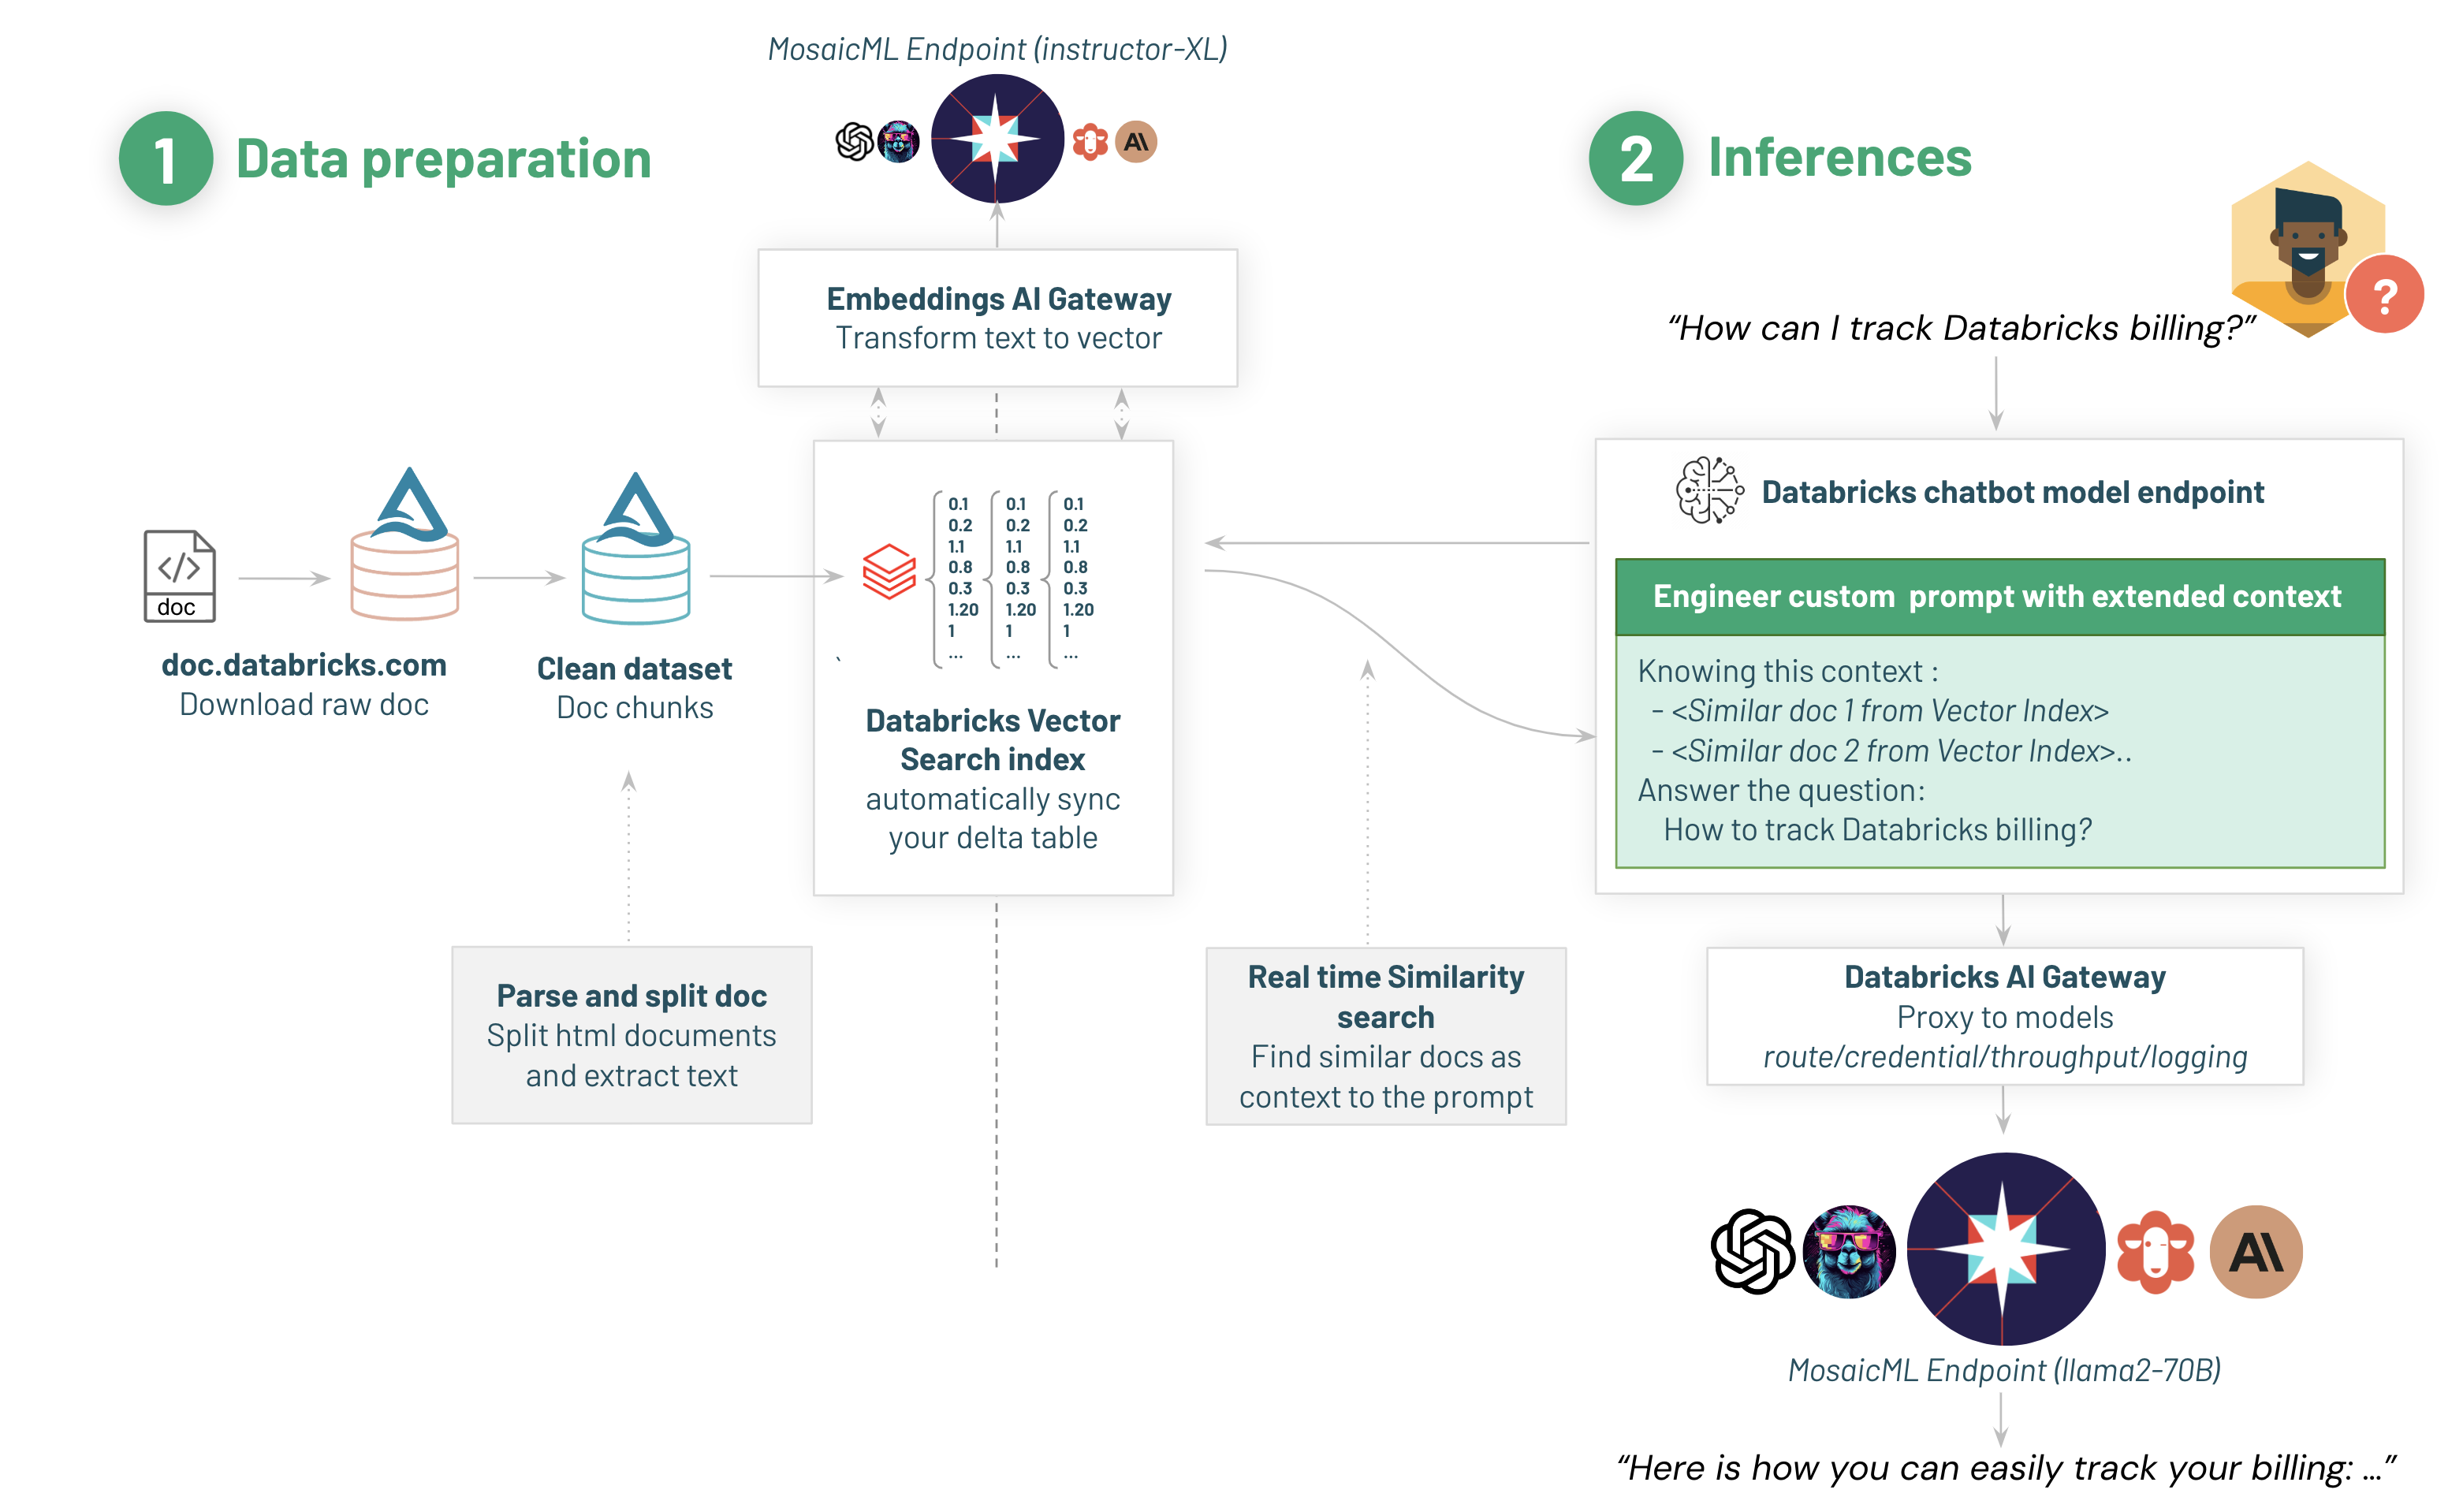 MosaicML Endpoint (instructor-XL)
1 Data preparation
AI
Embeddings AI Gateway
Transform text to vector
doc
doc.databricks.com
Download raw doc
Clean dataset
Doc chunks
0.1 0.1 0.1
0.2 0.2 0.2
1.1 1.1 1.1
0.8 0.8 0.8
0.3 0.3 0.3
1.20 1.20 1.20
1 1 1
... ... ...
`
Databricks Vector
Search index
automatically sync
your delta table
Parse and split doc
Split html documents
and extract text
Real time Similarity
search
Find similar docs as
context to the prompt
2 Inferences
?
“How can I track Databricks billing?”
Databricks chatbot model endpoint
Engineer custom  prompt with extended context
Knowing this context :
- <Similar doc 1 from Vector Index>
- <Similar doc 2 from Vector Index>..
Answer the question:
How to track Databricks billing?
Databricks AI Gateway
Proxy to models
route/credential/throughput/logging
AI
MosaicML Endpoint (llama2-70B)
“Here is how you can easily track your billing: ...”